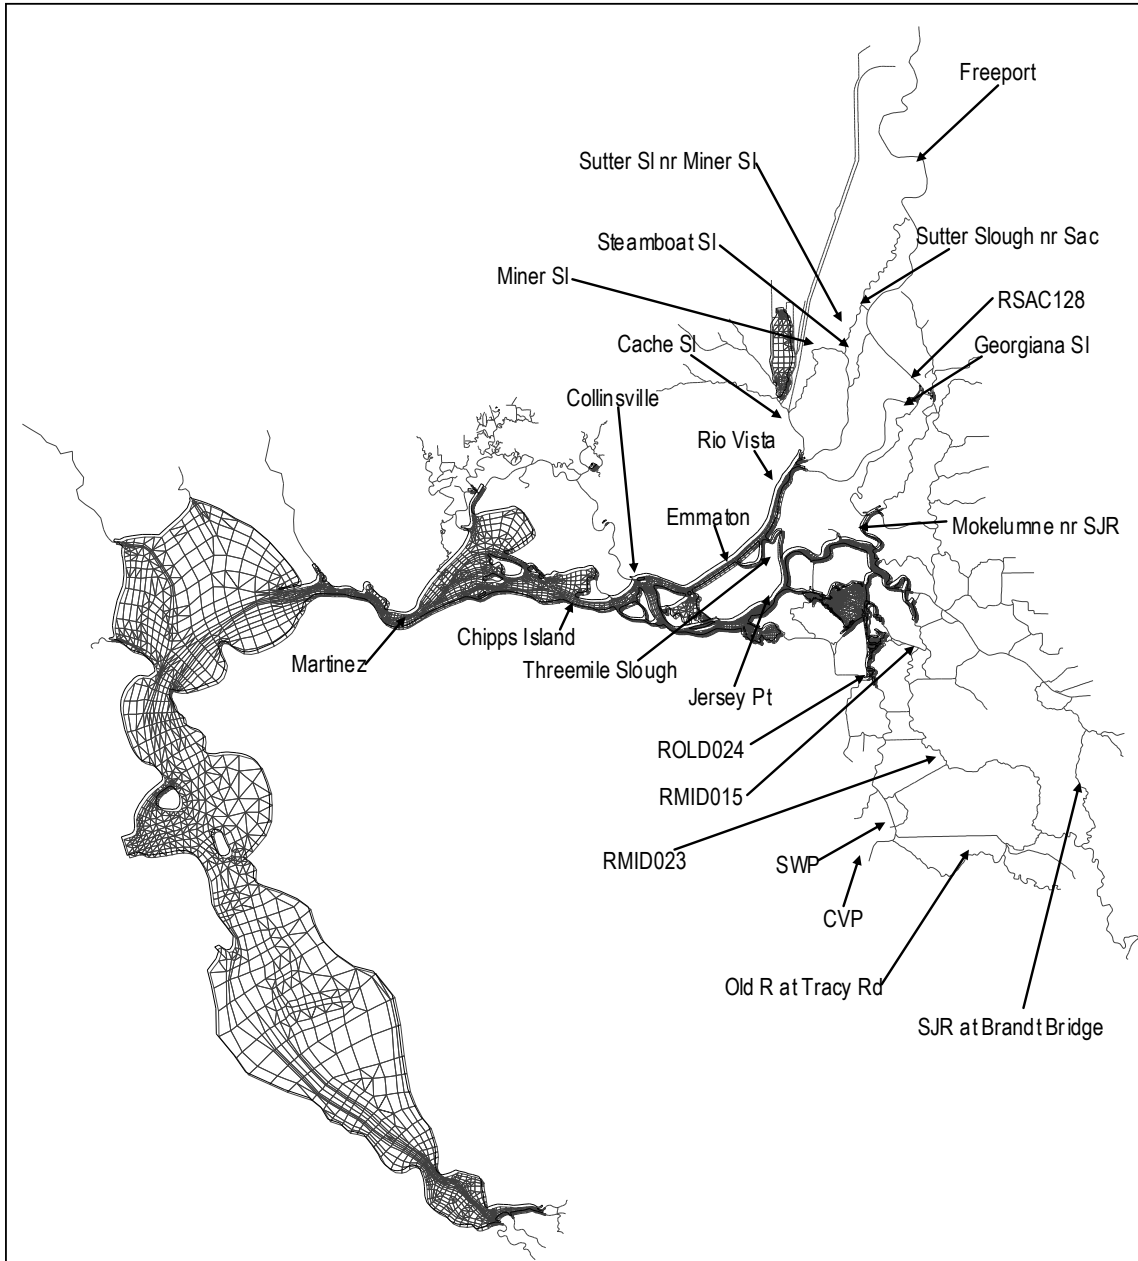 Freeport
Sutter Sl nr Miner Sl
Sutter Slough nr Sac
Steamboat Sl
Miner Sl
RSAC128
Georgiana Sl
Cache Sl
Collinsville
Rio Vista
Emmaton
Mokelumne nr SJR
Chipps Island
Martinez
Threemile Slough
Jersey Pt
ROLD024
RMID015
RMID023
SWP
CVP
Old R at Tracy Rd
SJR at Brandt Bridge